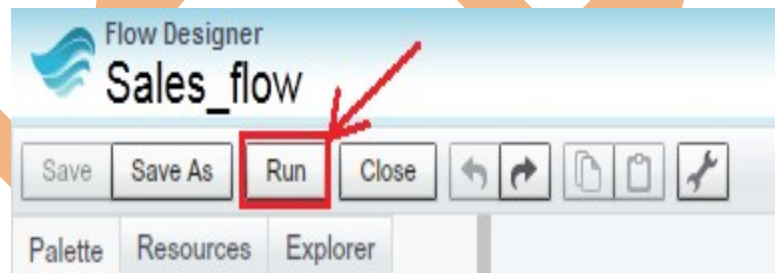 Flow Designer
Sales_flow
Save Save As Run Close
Palette Resources Explorer